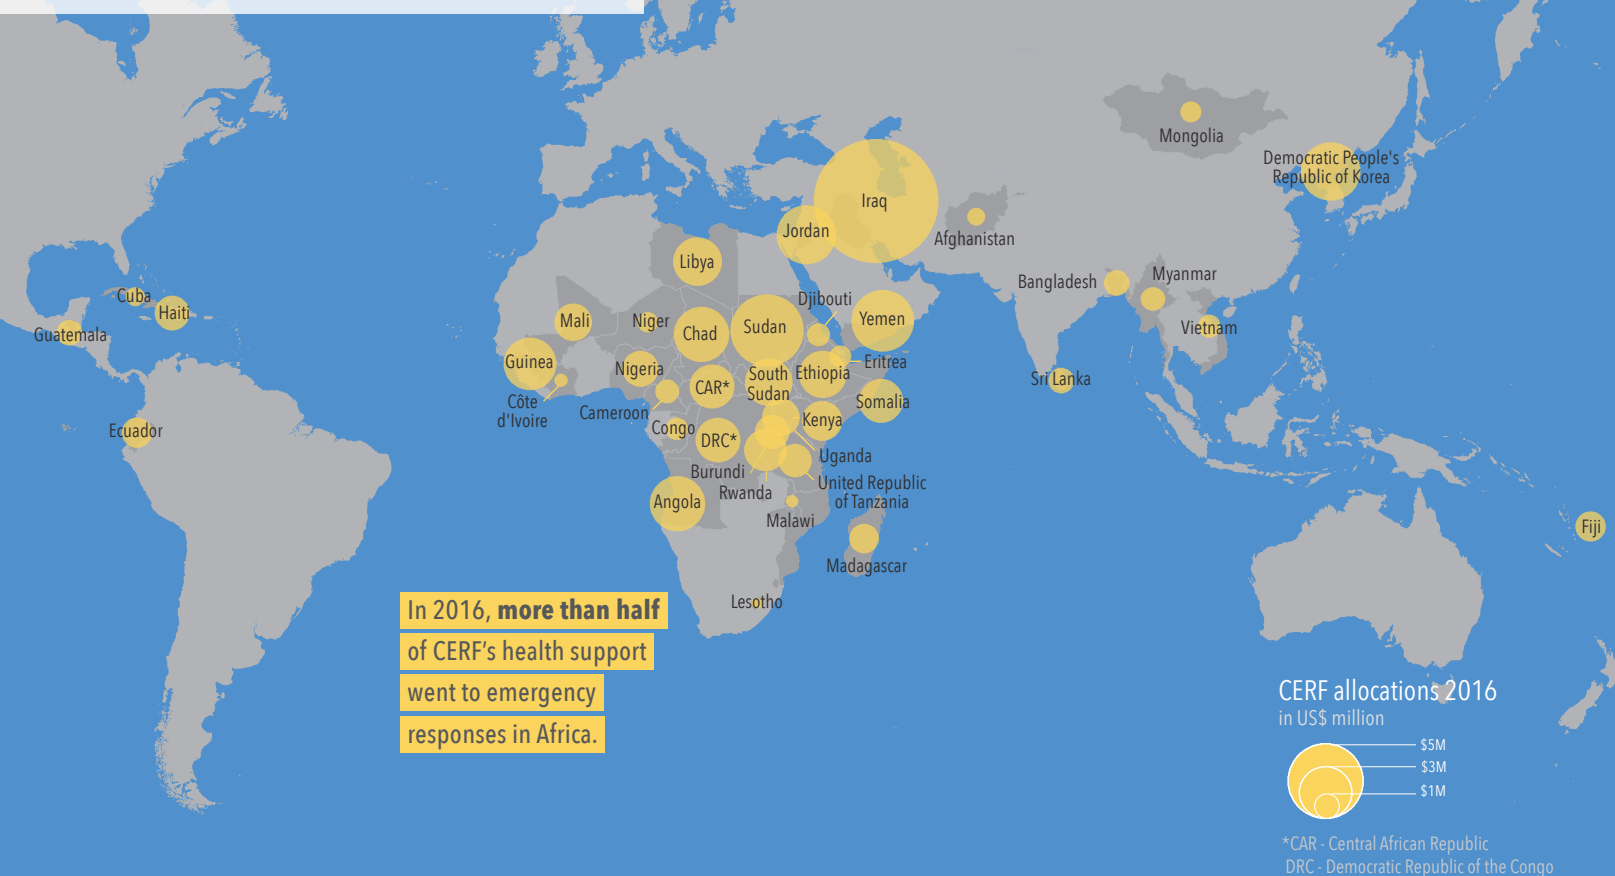 Mongolia
Democratic People's
Republic of Korea
Iraq
Jordan
Afghanistan
Libya
Bangladesh
Myanmar
Cuba
Haiti
Guatemala
Djibouti
Mali
Niger
Chad
Sudan
Yemen
Vietnam
Guinea
Nigeria
CAR*
South
Sudan
Ethiopia
Eritrea
Sri Lanka
Côte
d'Ivoire
Cameroon
Somalia
Ecuador
Congo
DRC*
Kenya
Uganda
Burundi
Rwanda
United Republic
of Tanzania
Angola
Malawi
Fiji
Madagascar
Lesotho
In 2016, more than half
of CERF’s health support
went to emergency
responses in Africa.
CERF allocations 2016
in US$ million
$5M
$3M
$1M
*CAR - Central African Republic
DRC - Democratic Republic of the Congo